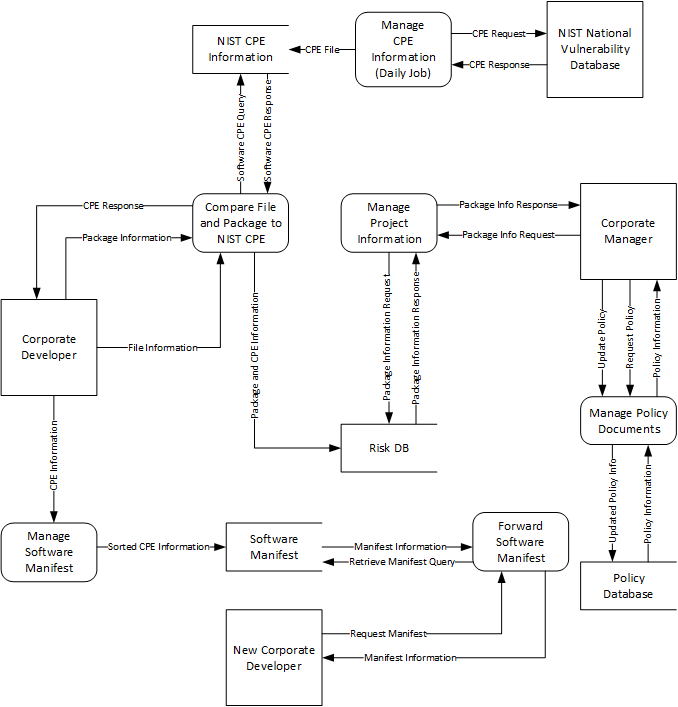 NIST CPE
Information
CPE File
Manage
CPE
Information
(Daily Job)
CPE Request
CPE Response
NIST National
Vulnerability
Database
Software CPE Query
Software CPE Response
CPE Response
Package Information
Compare File
and Package to
NIST CPE
Manage
Project
Information
Package Info Response
Package Info Request
Corporate
Manager
Corporate
Developer
File Information
Package and CPE Information
Package Information Request
Package Information Response
Update Policy
Request Policy
Policy Information
Manage Policy
Documents
Risk DB
CPE Information
Updated Policy Info
Policy Information
Manage
Software
Manifest
Sorted CPE Information
Software
Manifest
Manifest Information
Retrieve Manifest Query
Forward
Software
Manifest
Policy
Database
New Corporate
Developer
Request Manifest
Manifest Information